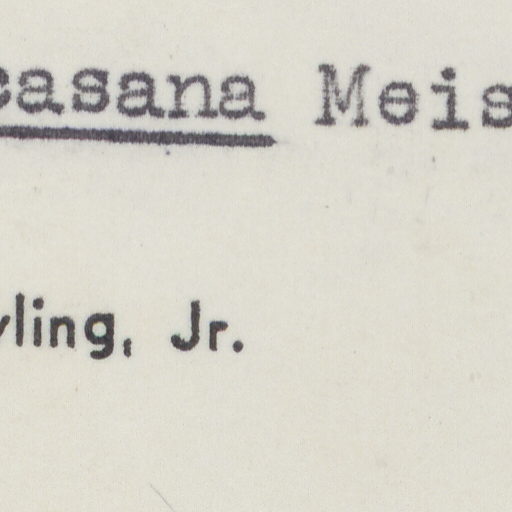 casana Meis
ling, Jr.